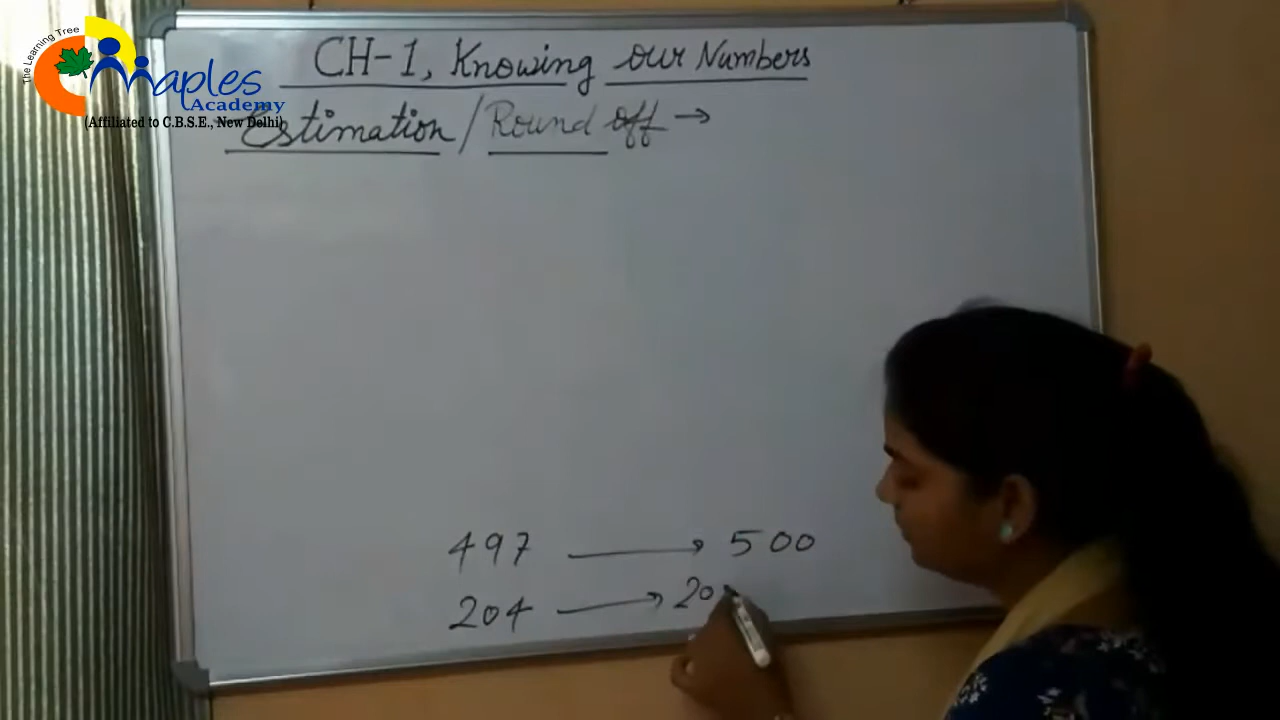 The Learning Tree
Maples
Academy
(Affiliated to C.B.S.E., New Delhi)
CH-1, Knowing our Numbers
Estimation / Round off →
497 → 500
204 → 20